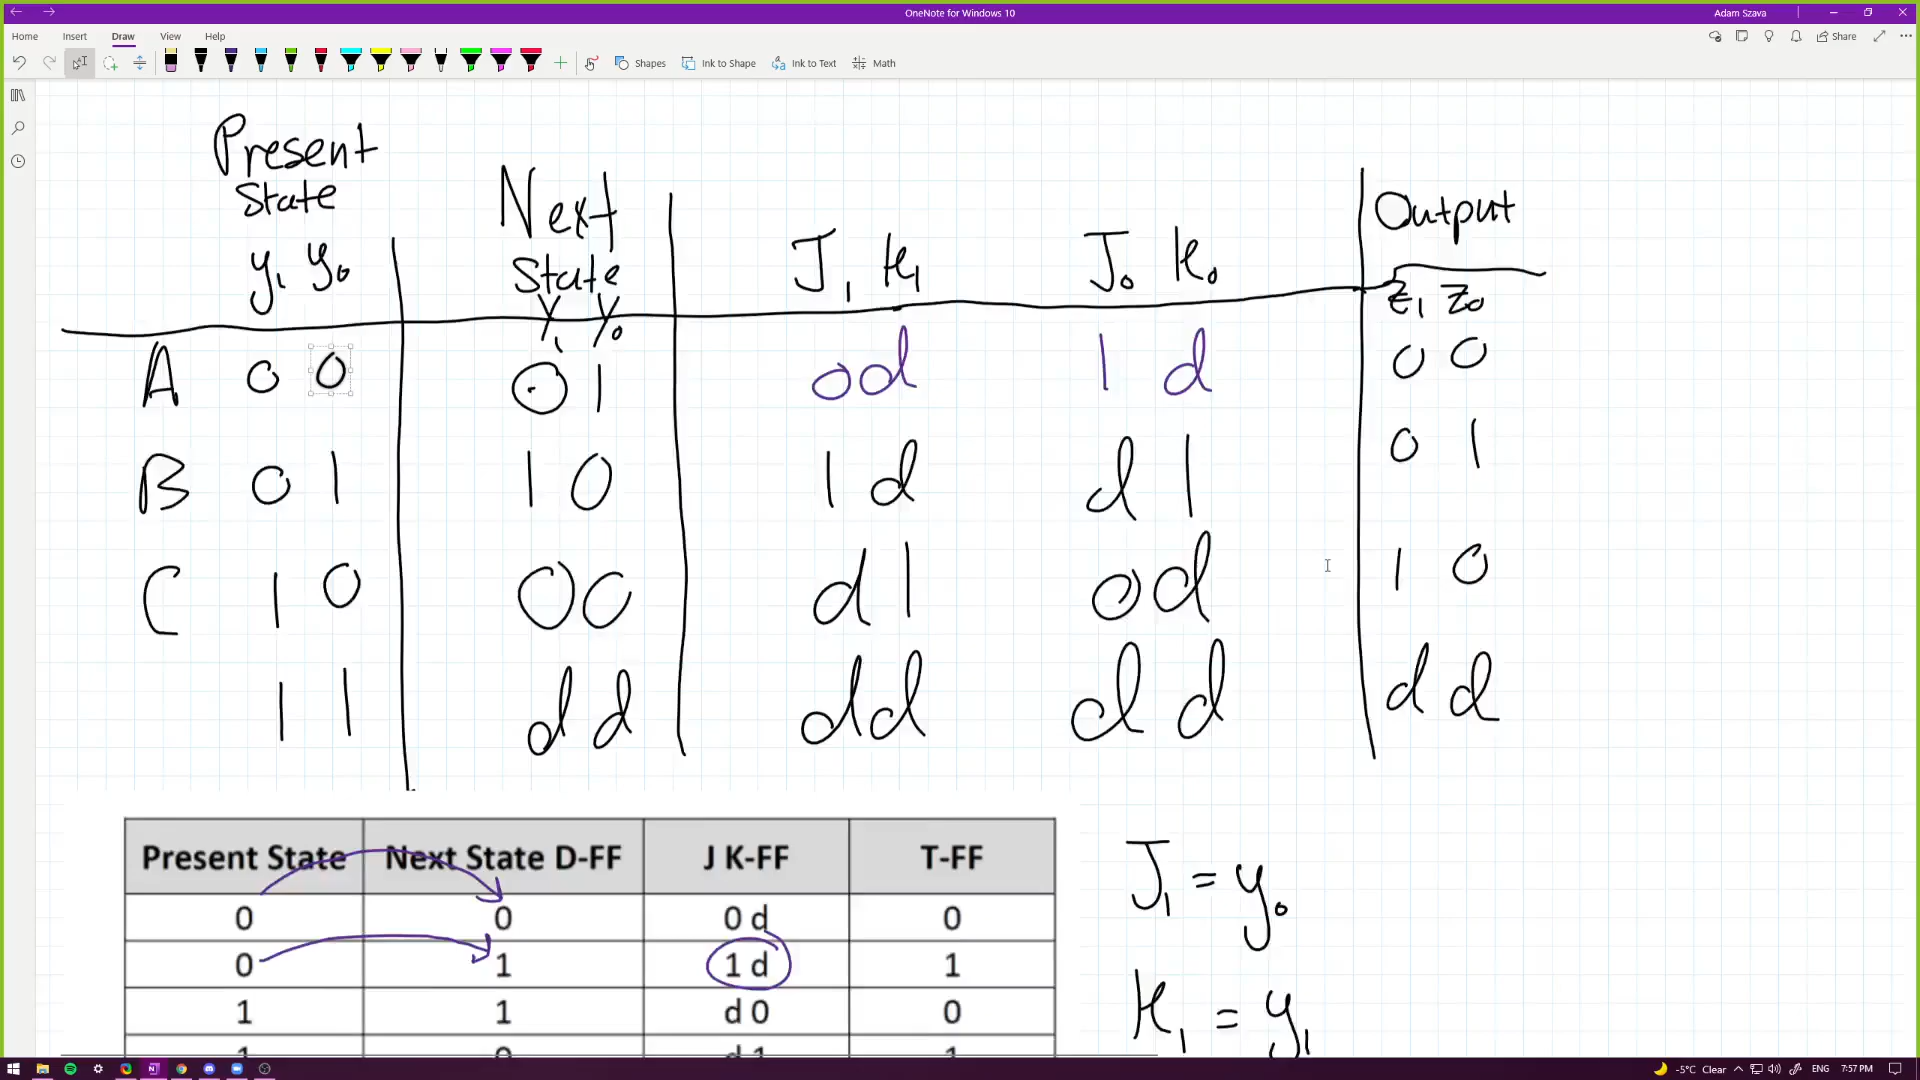 OneNote for Windows 10
Adam Szava
Home Insert Draw View Help
Share
Shapes Ink to Shape Ink to Text Math
Present State
y₁ y₀
Next State
Y₁ Y₀
J₁ K₁
J₀ K₀
Output
z₁ z₀
A 0 0 0 1 0 d 1 d 0 0
B 0 1 1 0 1 d d 1 0 1
C 1 0 0 0 d 1 0 d 1 0
1 1 d d d d d d d d
Present State Next State D-FF J K-FF T-FF
0 0 0 d 0
0 1 1 d 1
1 1 d 0 0
1 0 d 1 1
J₁ = y₀
K₁ = y₁
-5°C Clear
ENG
7:57 PM